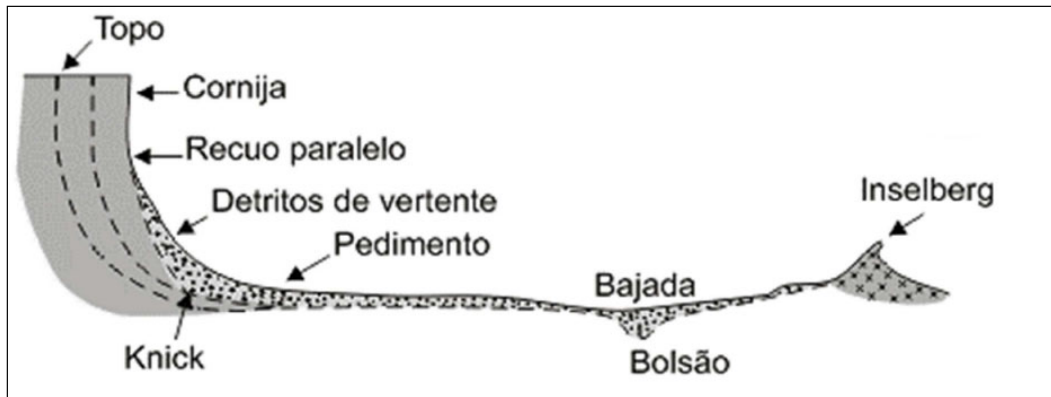 Topo
Cornija
Recuo paralelo
Detritos de vertente
Pedimento
Knick
Bajada
Bolsão
Inselberg